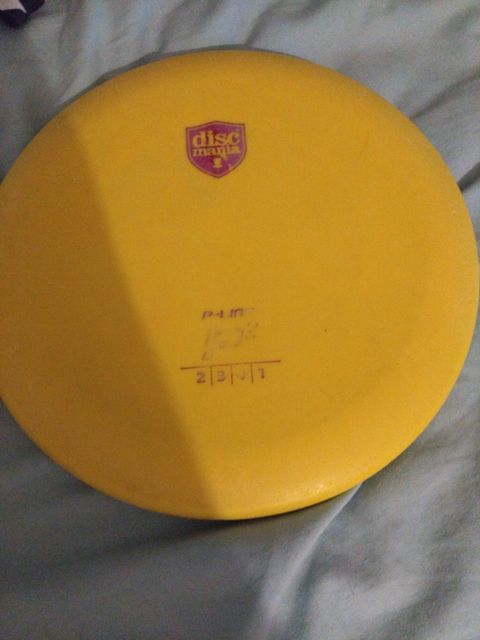 disc
mania
P-LINE
2 3 0 1